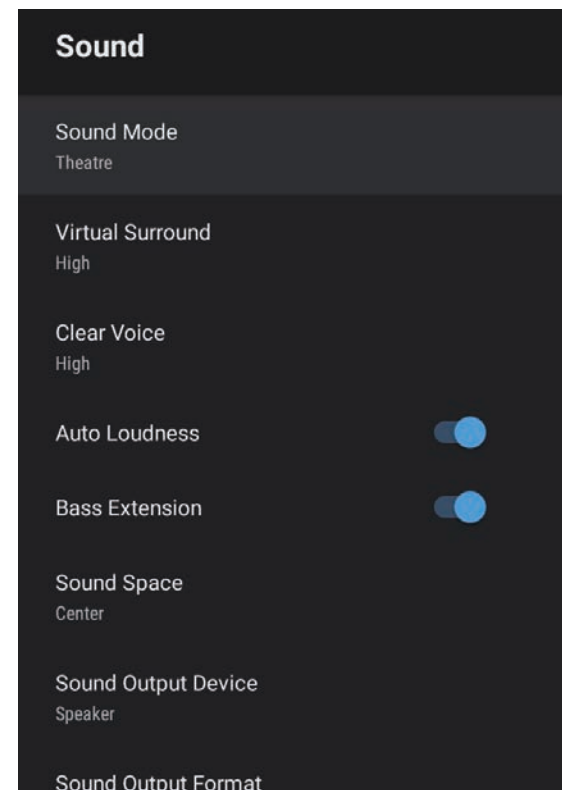 Sound
Sound Mode
Theatre
Virtual Surround
High
Clear Voice
High
Auto Loudness
Bass Extension
Sound Space
Center
Sound Output Device
Speaker
Sound Output Format